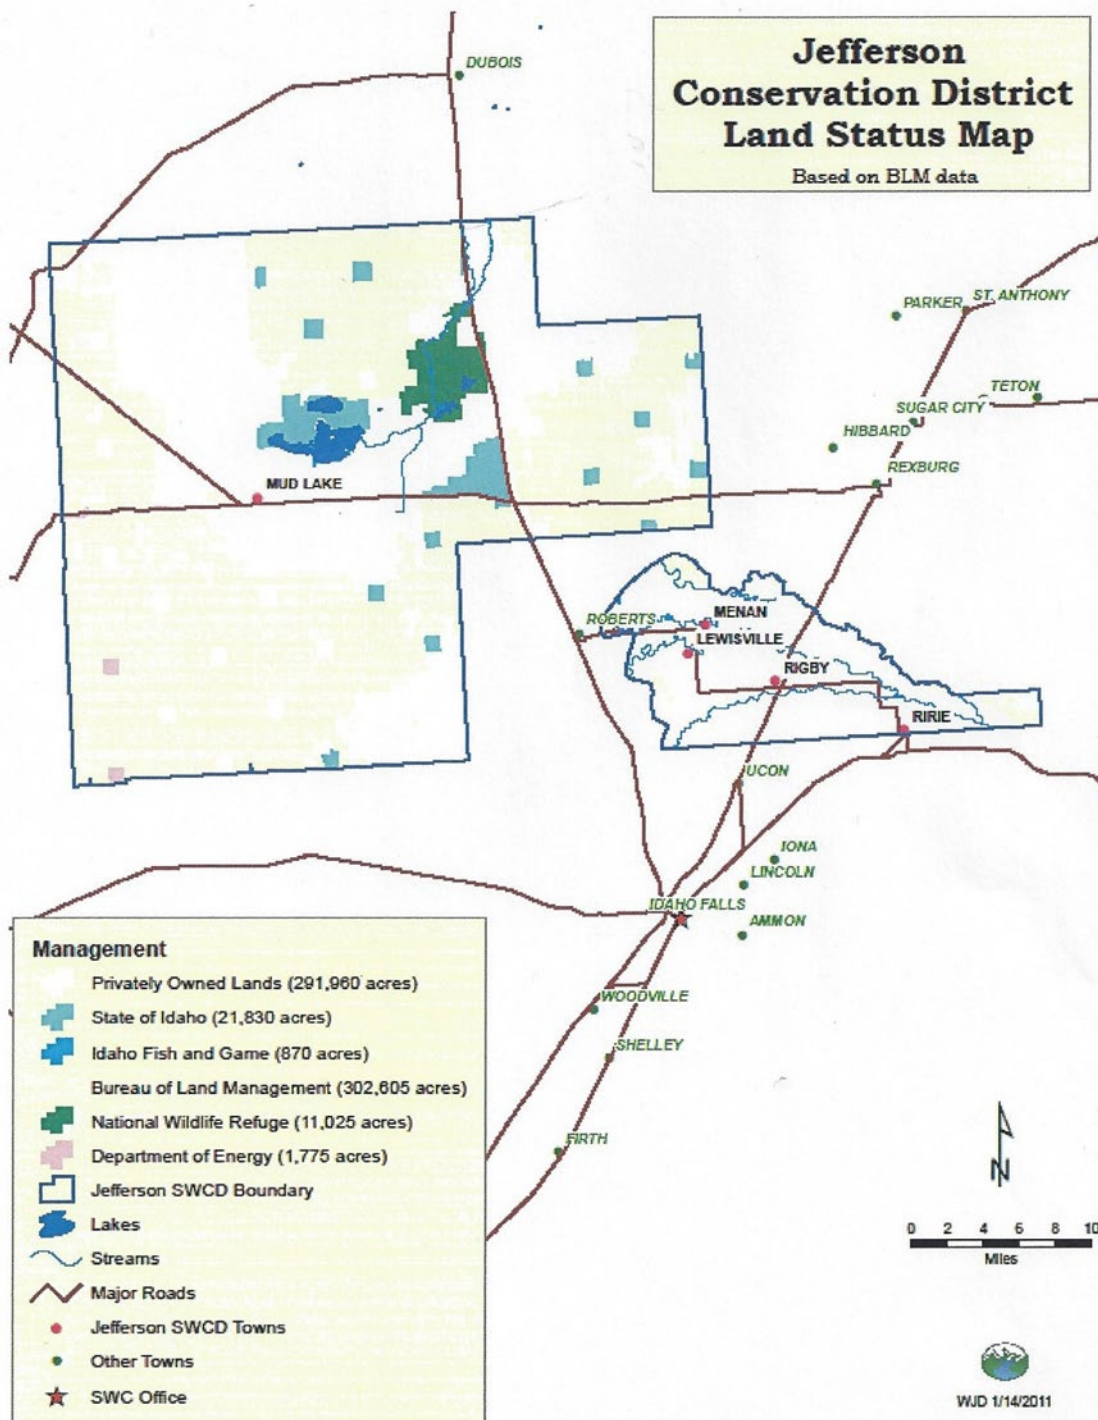 Jefferson
Conservation District
Land Status Map
Based on BLM data
DUBOIS
PARKER
ST. ANTHONY
TETON
SUGAR CITY
HIBBARD
REXBURG
MUD LAKE
ROBERTS
MENAN
LEWISVILLE
RIGBY
RIRIE
UCON
IONA
LINCOLN
IDAHO FALLS
AMMON
WOODVILLE
SHELLEY
FIRTH
Management
Privately Owned Lands (291,960 acres)
State of Idaho (21,830 acres)
Idaho Fish and Game (870 acres)
Bureau of Land Management (302,605 acres)
National Wildlife Refuge (11,025 acres)
Department of Energy (1,775 acres)
Jefferson SWCD Boundary
Lakes
Streams
Major Roads
Jefferson SWCD Towns
Other Towns
SWC Office
N
0 2 4 6 8 10
Miles
WJD 1/14/2011